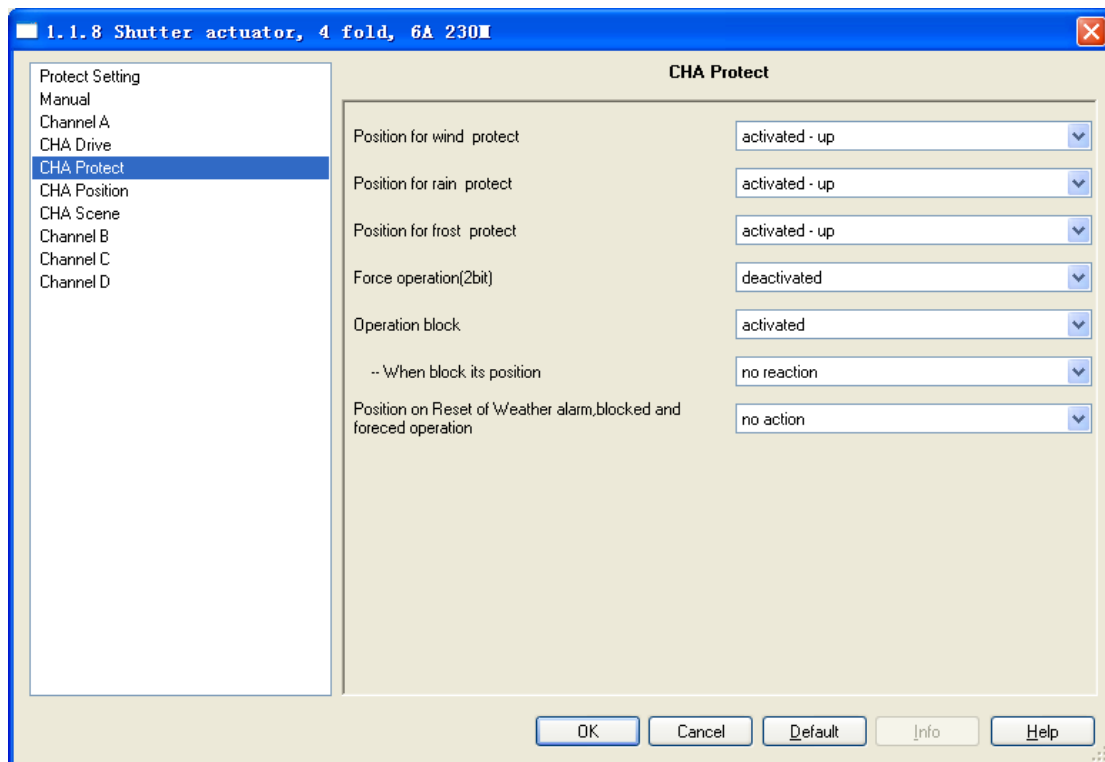 1.1.8 Shutter actuator, 4 fold, 6A 230M
Protect Setting
Manual
Channel A
CHA Drive
CHA Protect
CHA Position
CHA Scene
Channel B
Channel C
Channel D
CHA Protect
Position for wind protect
activated - up
Position for rain protect
activated - up
Position for frost protect
activated - up
Force operation(2bit)
deactivated
Operation block
activated
-- When block its position
no reaction
Position on Reset of Weather alarm,blocked and
foreced operation
no action
OK
Cancel
Default
Info
Help